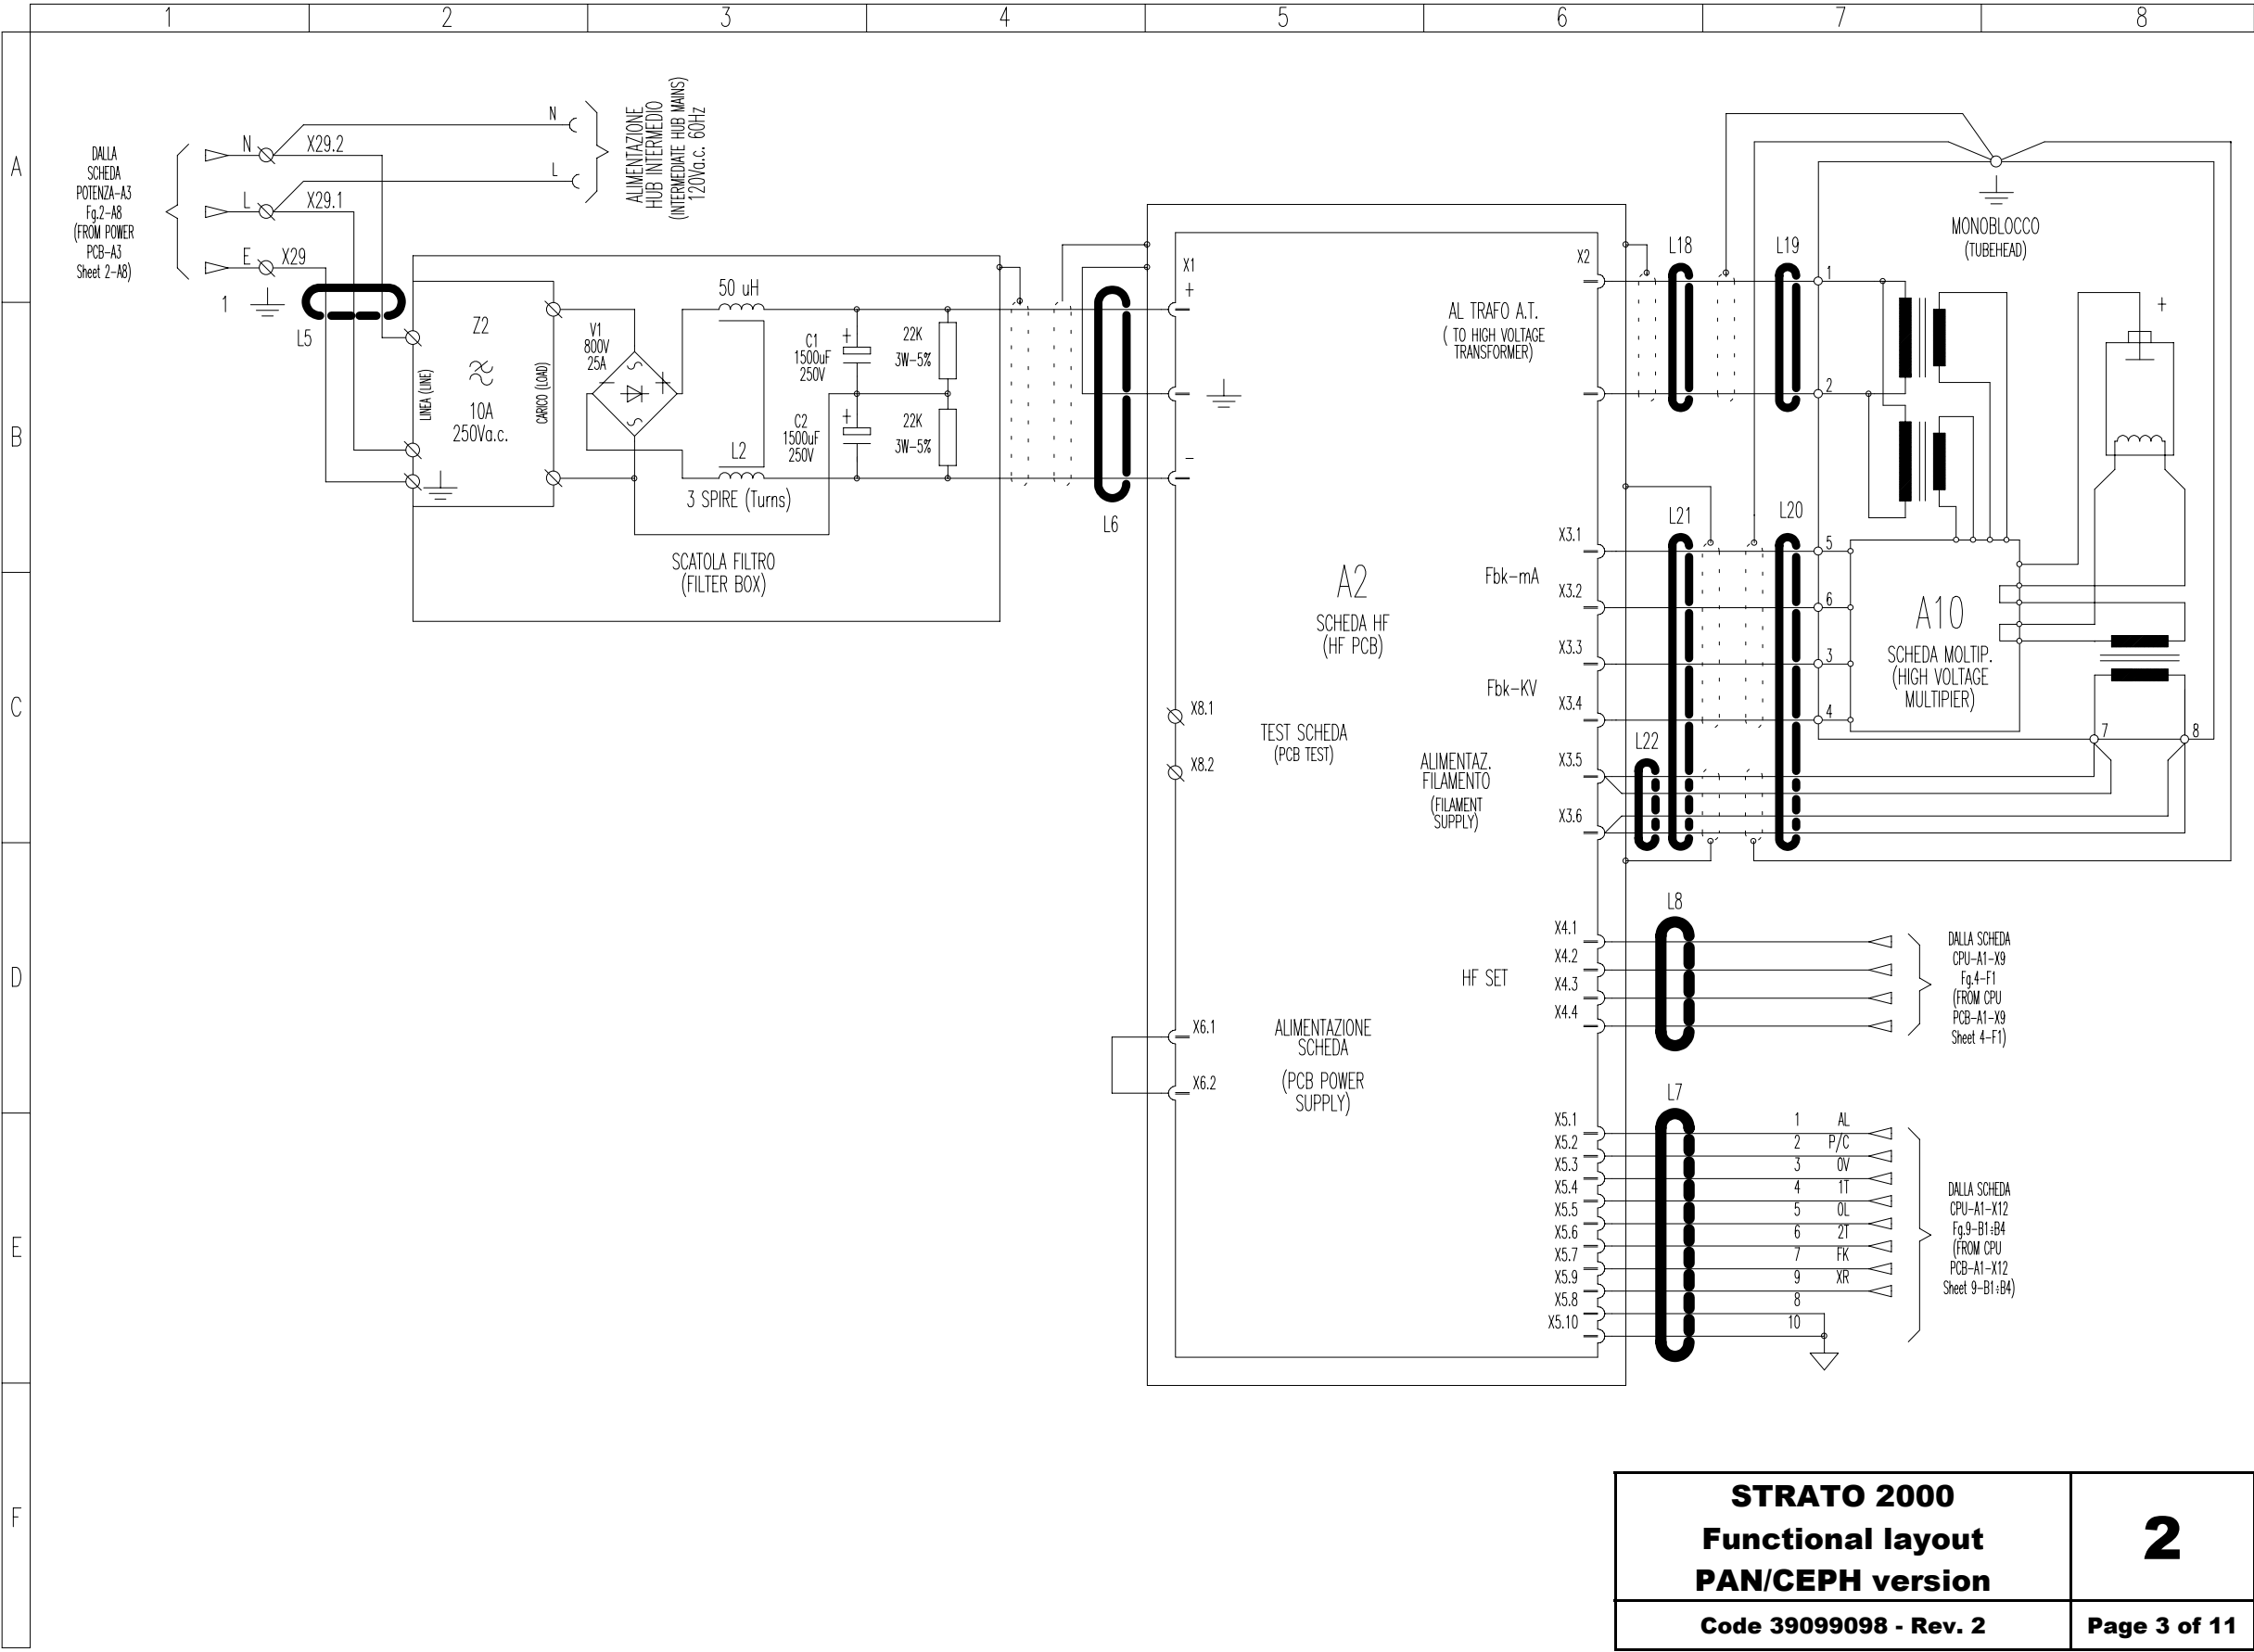 1 2 3 4 5 6 7 8
A
B
C
D
E
F
DALLA
SCHEDA
POTENZA-A3
Fg.2-A8
(FROM POWER
PCB-A3
Sheet 2-A8)
N X29.2
L X29.1
E X29
1
L5
N
L
ALIMENTAZIONE
HUB INTERMEDIO
(INTERMEDIATE HUB MAINS)
120Va.c. 60Hz
LINEA (LINE)
Z2
10A
250Va.c.
CARICO (LOAD)
V1
800V
25A
50 uH
L2
3 SPIRE (Turns)
+
C1
1500uF
250V
+
C2
1500uF
250V
22K
3W-5%
22K
3W-5%
SCATOLA FILTRO
(FILTER BOX)
L6
X1
+
-
A2
SCHEDA HF
(HF PCB)
X8.1
X8.2
TEST SCHEDA
(PCB TEST)
X6.1
X6.2
ALIMENTAZIONE
SCHEDA
(PCB POWER
SUPPLY)
X2
AL TRAFO A.T.
( TO HIGH VOLTAGE
TRANSFORMER)
X3.1
Fbk-mA
X3.2
X3.3
Fbk-KV
X3.4
X3.5
ALIMENTAZ.
FILAMENTO
(FILAMENT
SUPPLY)
X3.6
L18
L19
L21
L20
L22
1
2
5
6
3
4
7
8
MONOBLOCCO
(TUBEHEAD)
+
A10
SCHEDA MOLTIP.
(HIGH VOLTAGE
MULTIPIER)
L8
X4.1
X4.2
HF SET
X4.3
X4.4
DALLA SCHEDA
CPU-A1-X9
Fg.4-F1
(FROM CPU
PCB-A1-X9
Sheet 4-F1)
L7
X5.1 1 AL
X5.2 2 P/C
X5.3 3 0V
X5.4 4 1T
X5.5 5 0L
X5.6 6 2T
X5.7 7 FK
X5.9 9 XR
X5.8 8
X5.10 10
DALLA SCHEDA
CPU-A1-X12
Fg.9-B1÷B4
(FROM CPU
PCB-A1-X12
Sheet 9-B1÷B4)
STRATO 2000
Functional layout
PAN/CEPH version
2
Code 39099098 - Rev. 2
Page 3 of 11